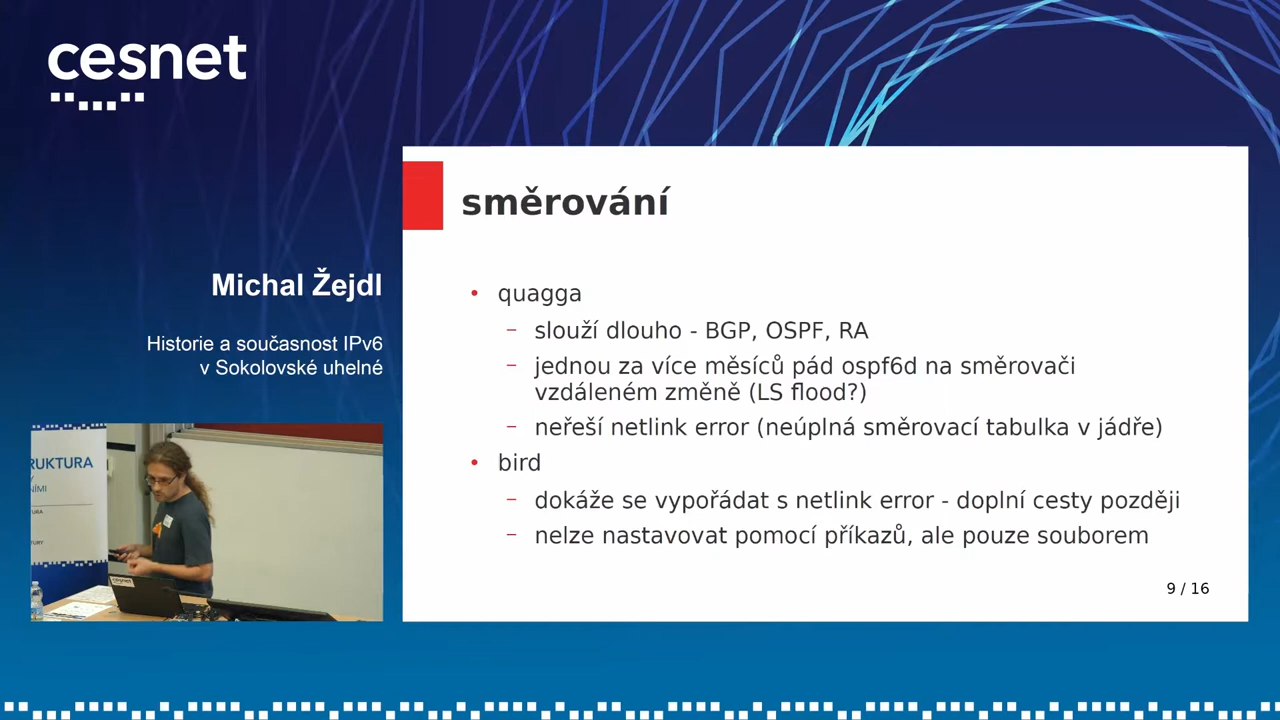 cesnet
Michal Žejdl
Historie a současnost IPv6
v Sokolovské uhelné
směrování
• quagga
– slouží dlouho - BGP, OSPF, RA
– jednou za více měsíců pád ospf6d na směrovači
vzdáleném změně (LS flood?)
– neřeší netlink error (neúplná směrovací tabulka v jádře)
• bird
– dokáže se vypořádat s netlink error - doplní cesty později
– nelze nastavovat pomocí příkazů, ale pouze souborem
9 / 16
RUKTURA
cesnet